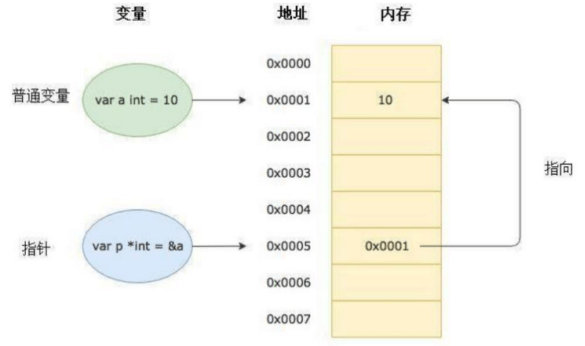 变量 地址 内存
0x0000
普通变量 var a int = 10 0x0001 10
0x0002
0x0003
指向
0x0004
指针 var p *int = &a 0x0005 0x0001
0x0006
0x0007